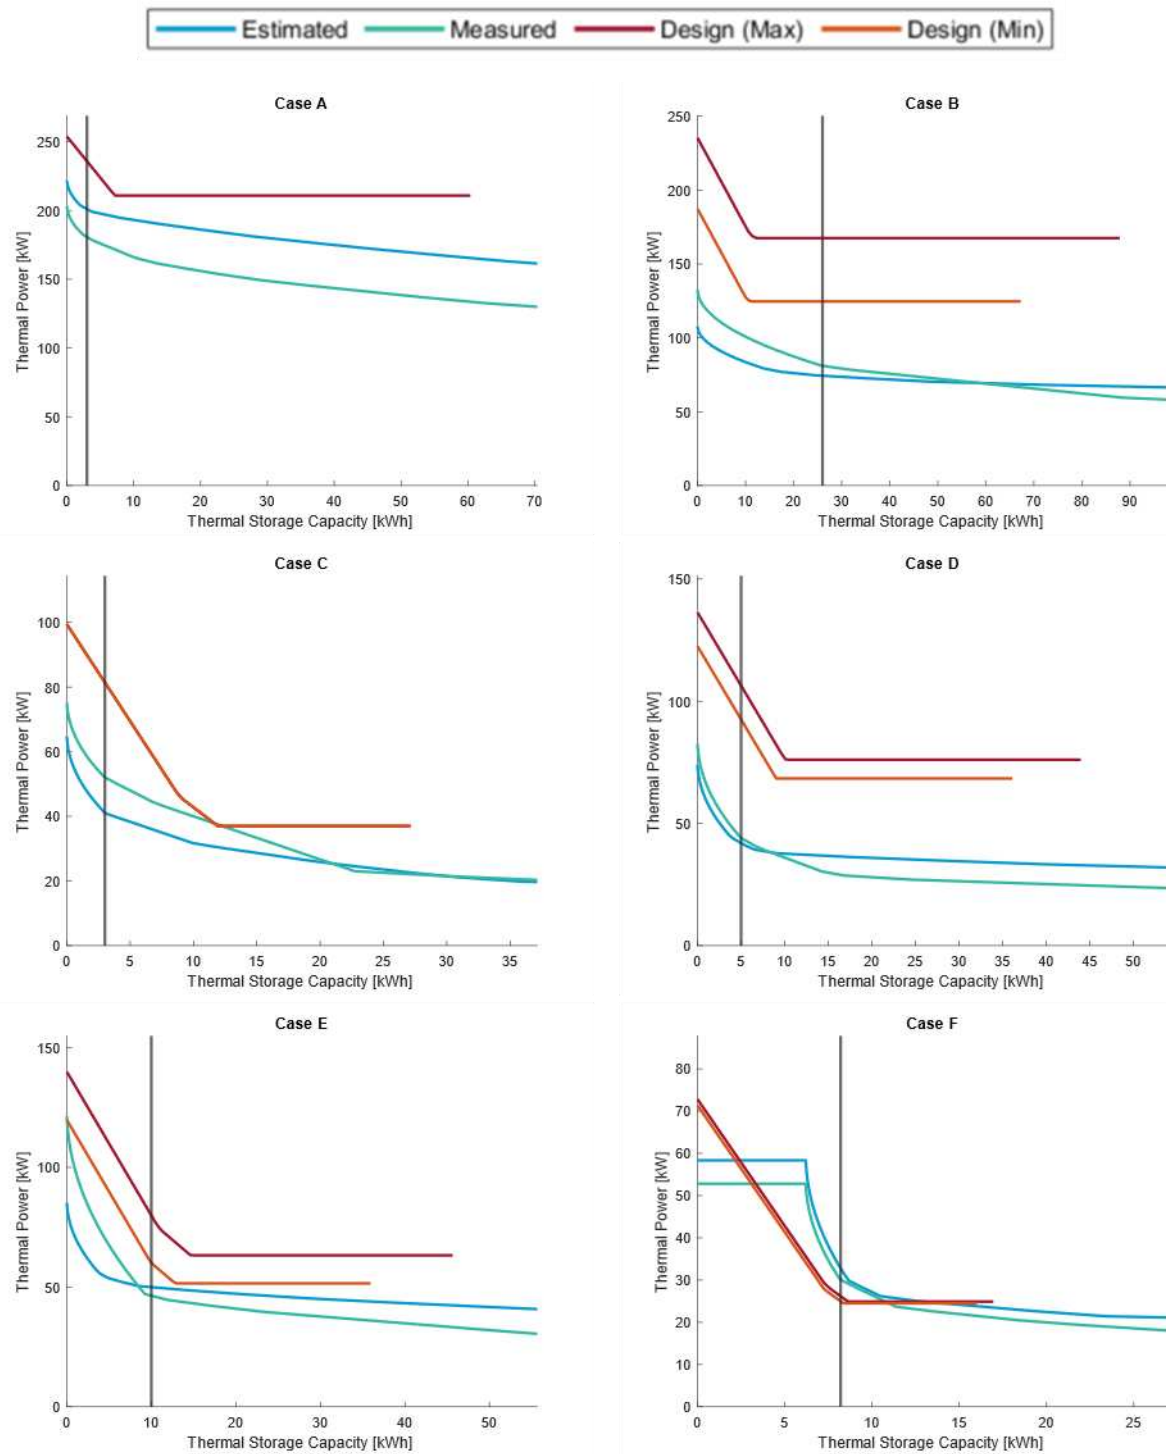 Estimated Measured Design (Max) Design (Min)
Case A
250
200
150
100
50
0
Thermal Power [kW]
0 10 20 30 40 50 60 70
Thermal Storage Capacity [kWh]
Case B
250
200
150
100
50
0
Thermal Power [kW]
0 10 20 30 40 50 60 70 80 90
Thermal Storage Capacity [kWh]
Case C
100
80
60
40
20
0
Thermal Power [kW]
0 5 10 15 20 25 30 35
Thermal Storage Capacity [kWh]
Case D
150
100
50
0
Thermal Power [kW]
0 5 10 15 20 25 30 35 40 45 50
Thermal Storage Capacity [kWh]
Case E
150
100
50
0
Thermal Power [kW]
0 10 20 30 40 50
Thermal Storage Capacity [kWh]
Case F
80
70
60
50
40
30
20
10
0
Thermal Power [kW]
0 5 10 15 20 25
Thermal Storage Capacity [kWh]